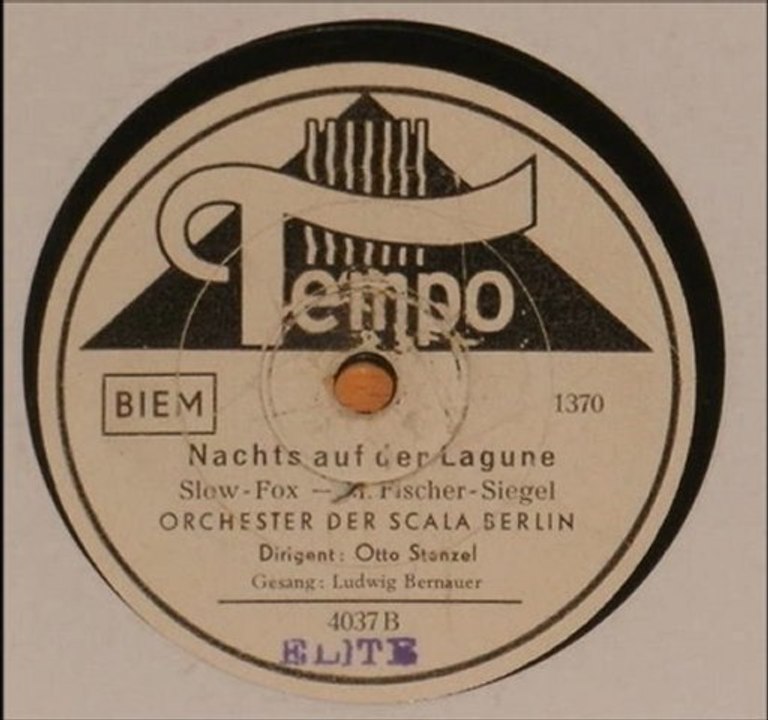 Tempo
BIEM
1370
Nachts auf der Lagune
Slow-Fox — M. Fischer-Siegel
ORCHESTER DER SCALA BERLIN
Dirigent: Otto Stenzel
Gesang: Ludwig Bernauer
4037 B
ELITE